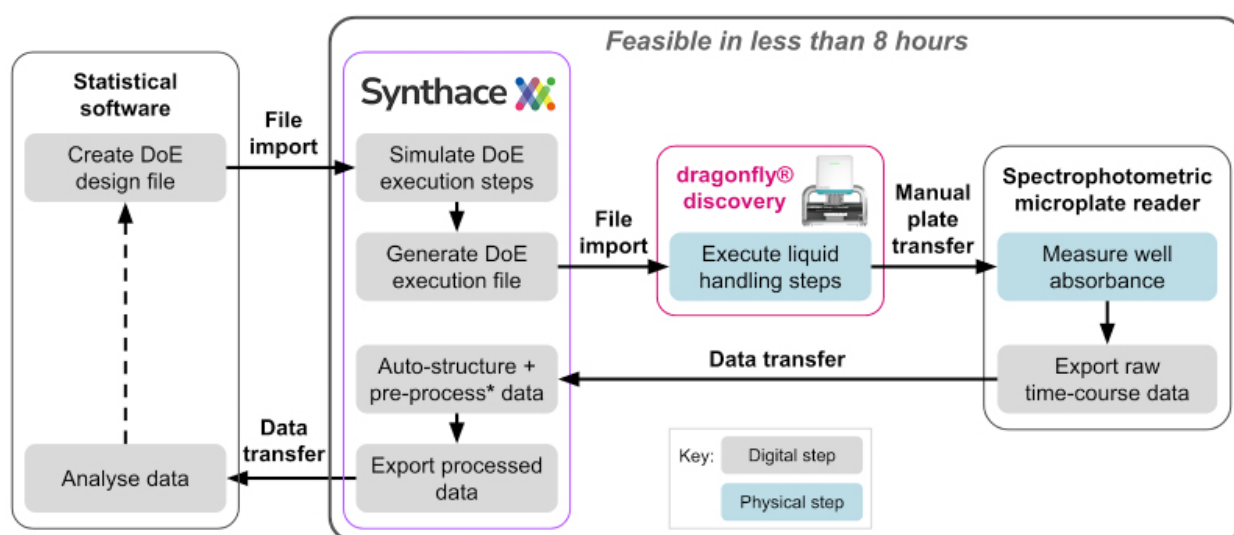 Feasible in less than 8 hours
Statistical
software
Create DoE
design file
Analyse data
File
import
Data
transfer
Synthace
Simulate DoE
execution steps
Generate DoE
execution file
Auto-structure +
pre-process* data
Export processed
data
File
import
dragonfly®
discovery
Execute liquid
handling steps
Manual
plate
transfer
Spectrophotometric
microplate reader
Measure well
absorbance
Export raw
time-course data
Data transfer
Key:
Digital step
Physical step